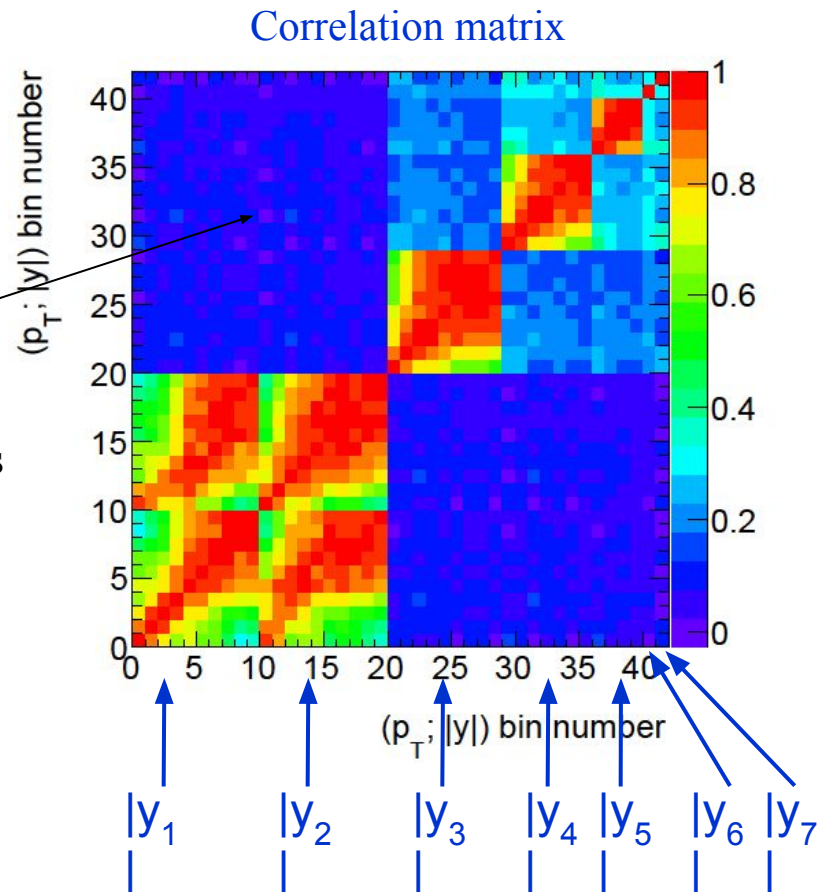 Correlation matrix
(p_T; |y|) bin number
40
35
30
25
20
15
10
5
0
s
1
0.8
0.6
0.4
0.2
0
0 5 10 15 20 25 30 35 40
(p_T; |y|) bin number
|y_1 |y_2 |y_3 |y_4 |y_5 |y_6 |y_7
| | | | | | |